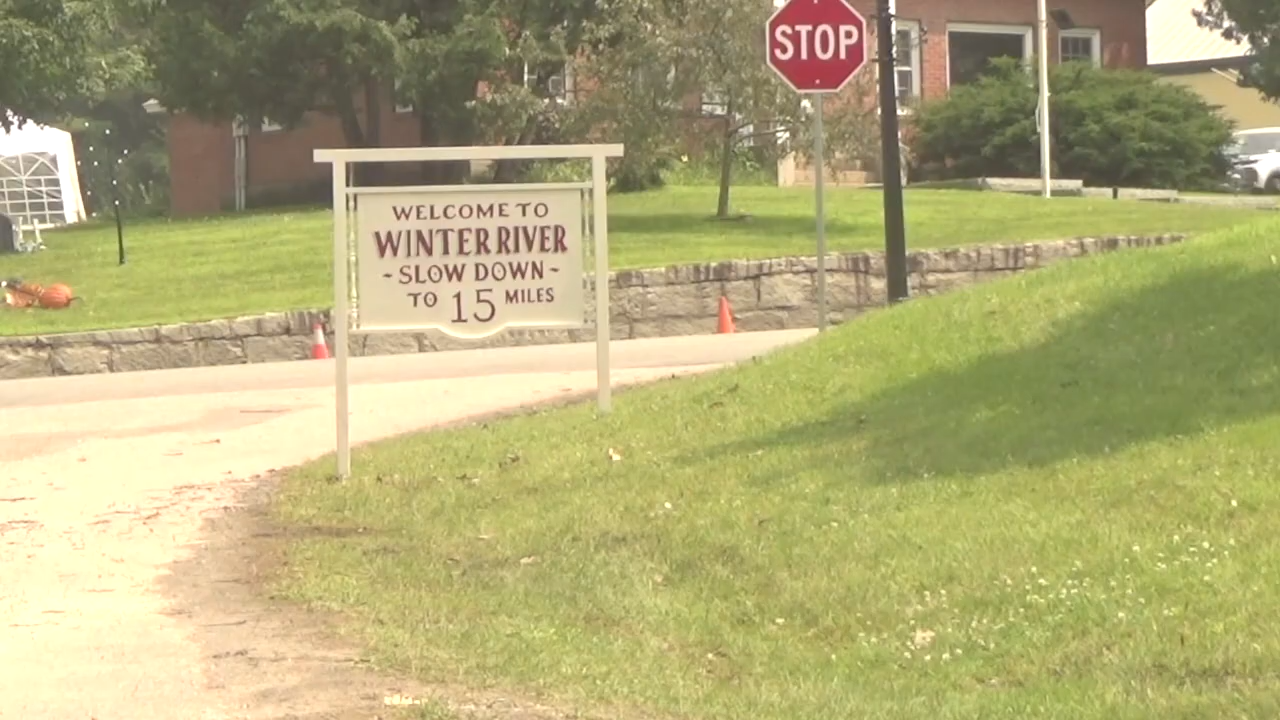 STOP
WELCOME TO
WINTER RIVER
~ SLOW DOWN ~
TO 15 MILES